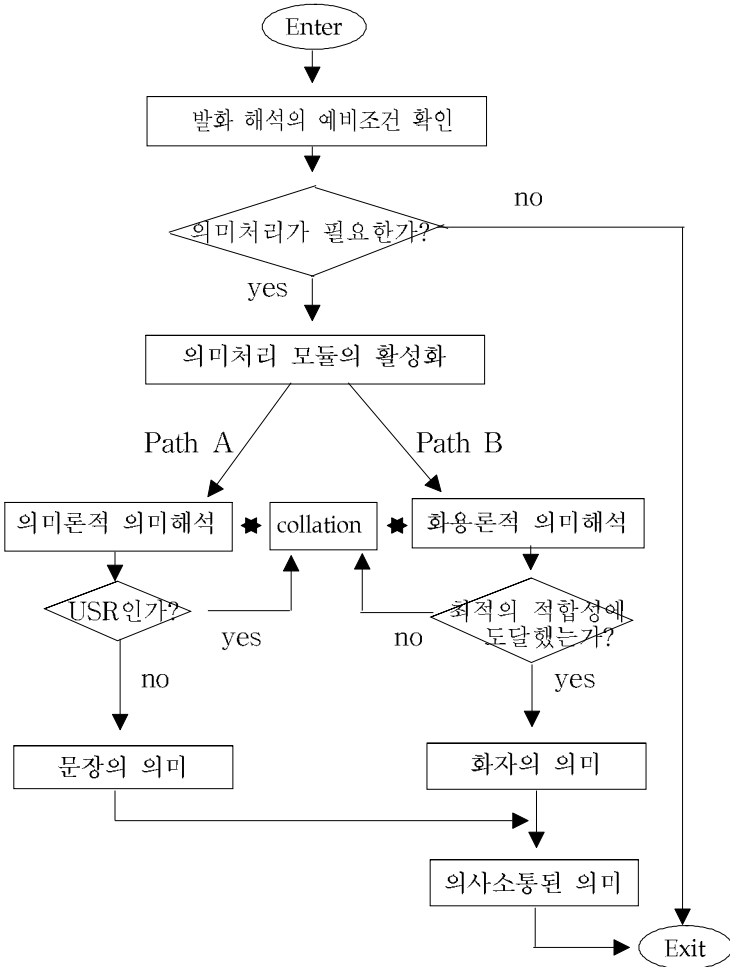 Enter
발화 해석의 예비조건 확인
no
의미처리가 필요한가?
yes
의미처리 모듈의 활성화
Path A
Path B
의미론적 의미해석
collation
화용론적 의미해석
USR인가?
yes
최적의 적합성에
도달했는가?
no
no
yes
문장의 의미
화자의 의미
의사소통된 의미
Exit